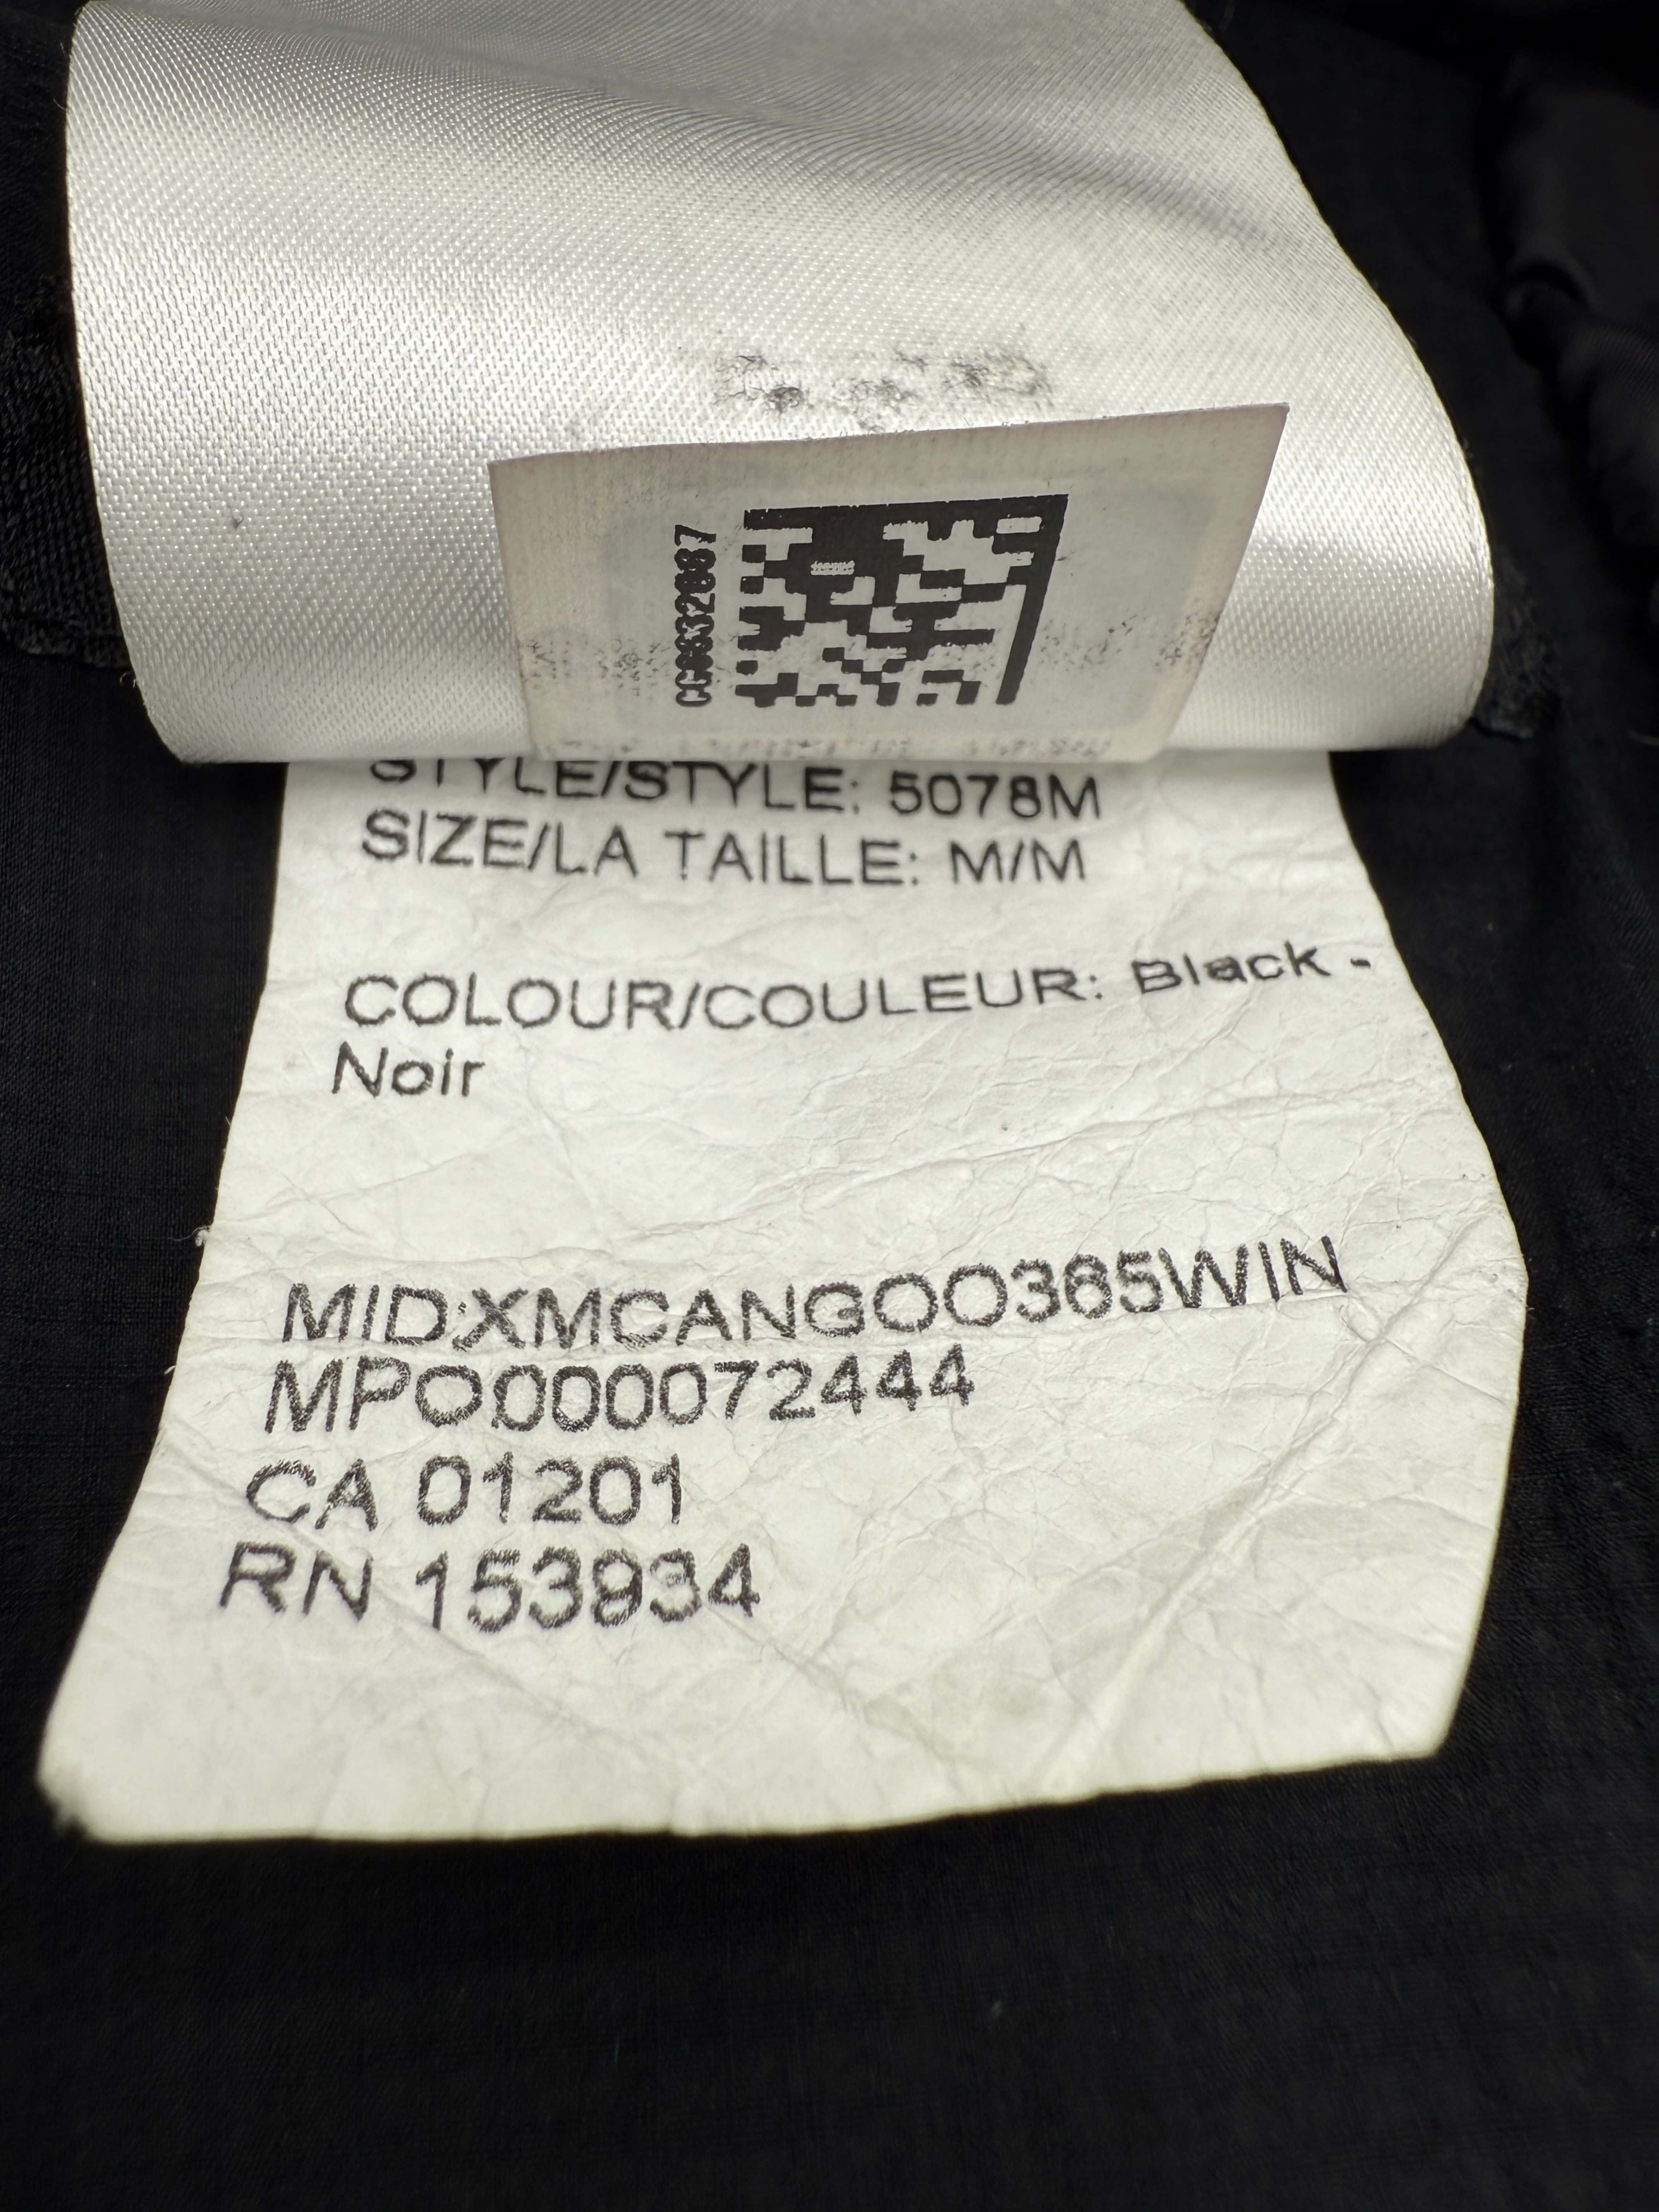 STYLE/STYLE: 5078M
SIZE/LA TAILLE: M/M
COLOUR/COULEUR: Black -
Noir
MID:XMCANGOO365WIN
MPO000072444
CA 01201
RN 153934